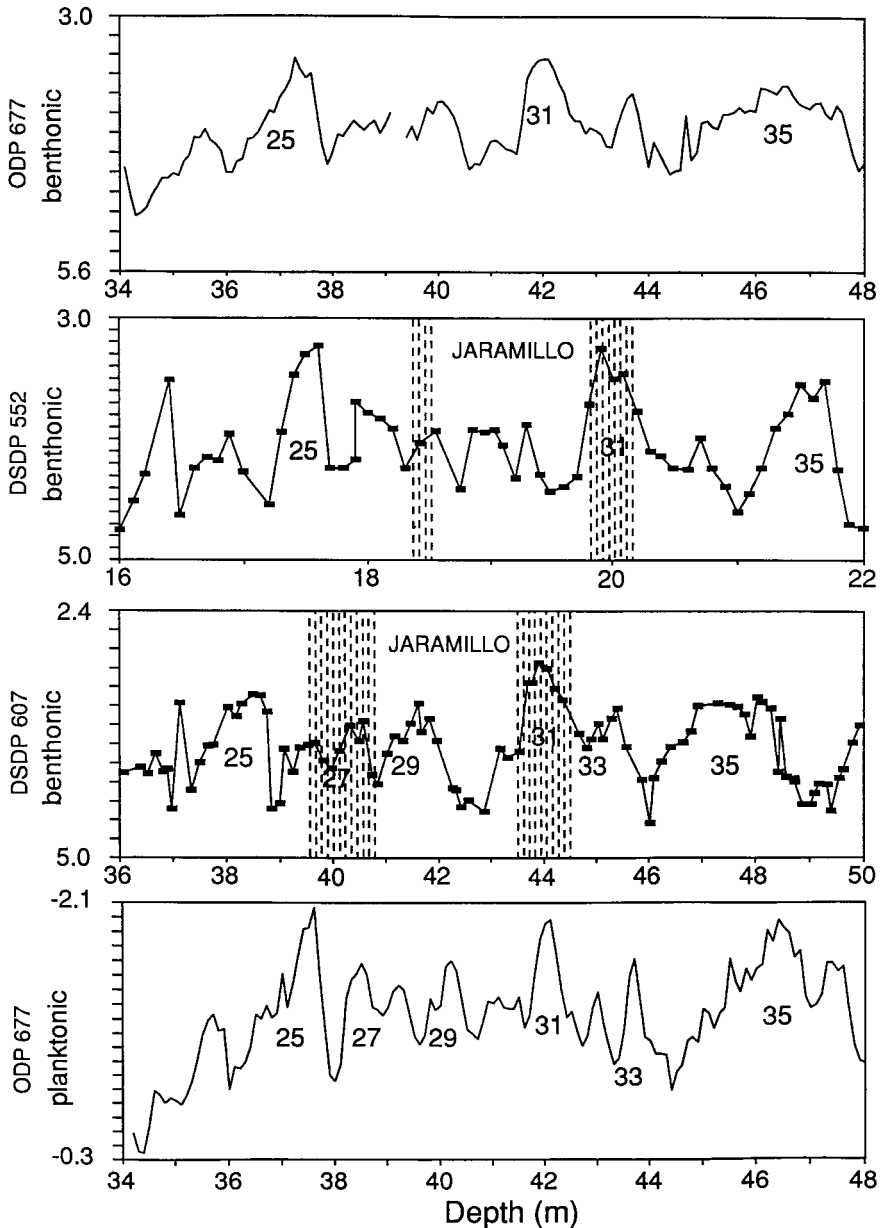 ODP 677
benthonic
3.0
25
31
35
5.6
34 36 38 40 42 44 46 48
DSDP 552
benthonic
3.0
JARAMILLO
25
31
35
5.0
16 18 20 22
DSDP 607
benthonic
2.4
JARAMILLO
25
27
29
31
33
35
5.0
36 38 40 42 44 46 48 50
ODP 677
planktonic
-2.1
25
27
29
31
33
35
-0.3
34 36 38 40 42 44 46 48
Depth (m)